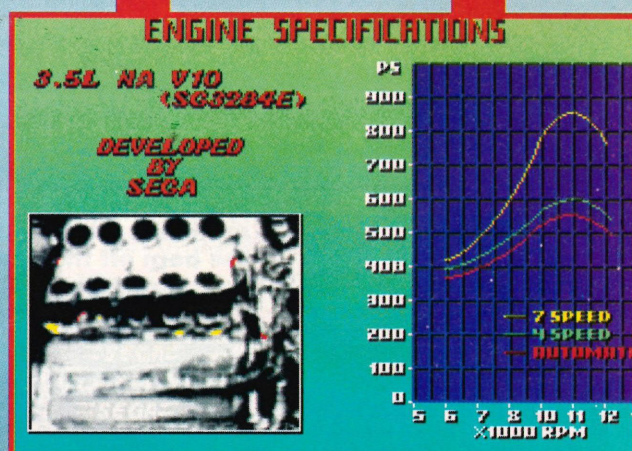 ENGINE SPECIFICATIONS
3.5L NA V10
(SG3284E)
DEVELOPED
BY
SEGA
SEGA
PS
900
800
700
600
500
400
300
200
100
0
7 SPEED
4 SPEED
5 6 7 8 10 11 12
×1000 RPM